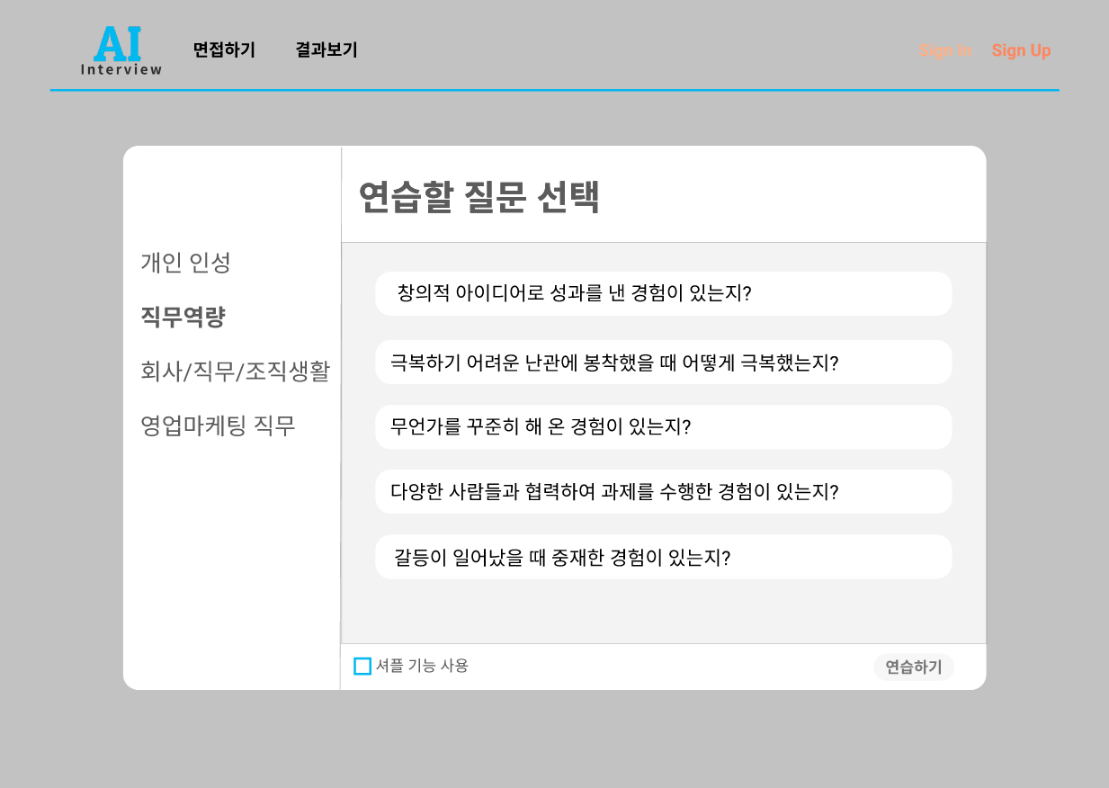 AI
Interview
면접하기
결과보기
Sign In
Sign Up
연습할 질문 선택
개인 인성
직무역량
회사/직무/조직생활
영업마케팅 직무
창의적 아이디어로 성과를 낸 경험이 있는지?
극복하기 어려운 난관에 봉착했을 때 어떻게 극복했는지?
무언가를 꾸준히 해 온 경험이 있는지?
다양한 사람들과 협력하여 과제를 수행한 경험이 있는지?
갈등이 일어났을 때 중재한 경험이 있는지?
셔플 기능 사용
연습하기